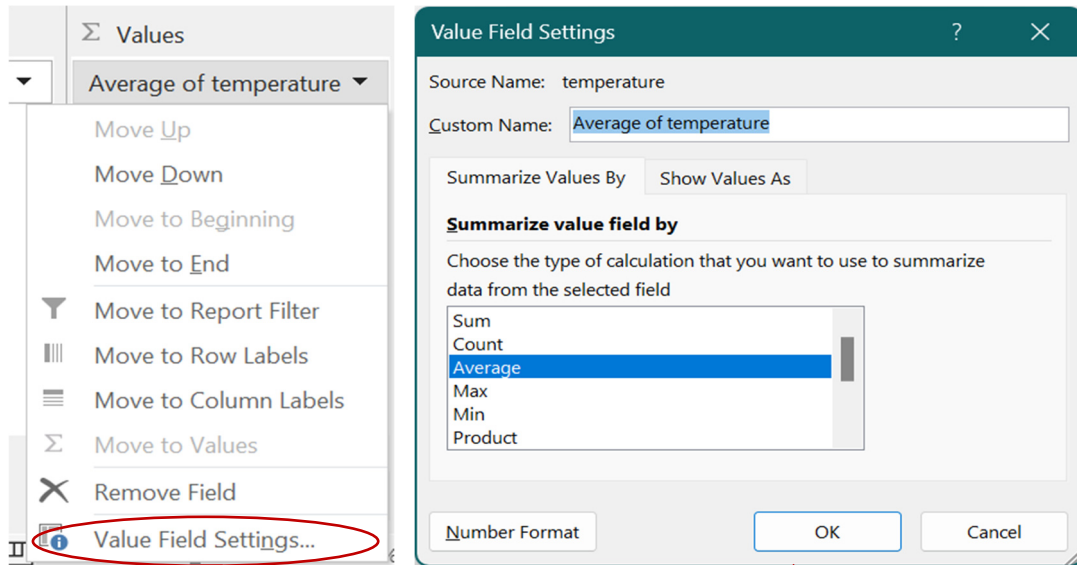 Σ Values
Average of temperature
Move Up
Move Down
Move to Beginning
Move to End
Move to Report Filter
Move to Row Labels
Move to Column Labels
Σ Move to Values
Remove Field
Value Field Settings...
Value Field Settings ?
Source Name: temperature
Custom Name: Average of temperature
Summarize Values By Show Values As
Summarize value field by
Choose the type of calculation that you want to use to summarize
data from the selected field
Sum
Count
Average
Max
Min
Product
Number Format OK Cancel